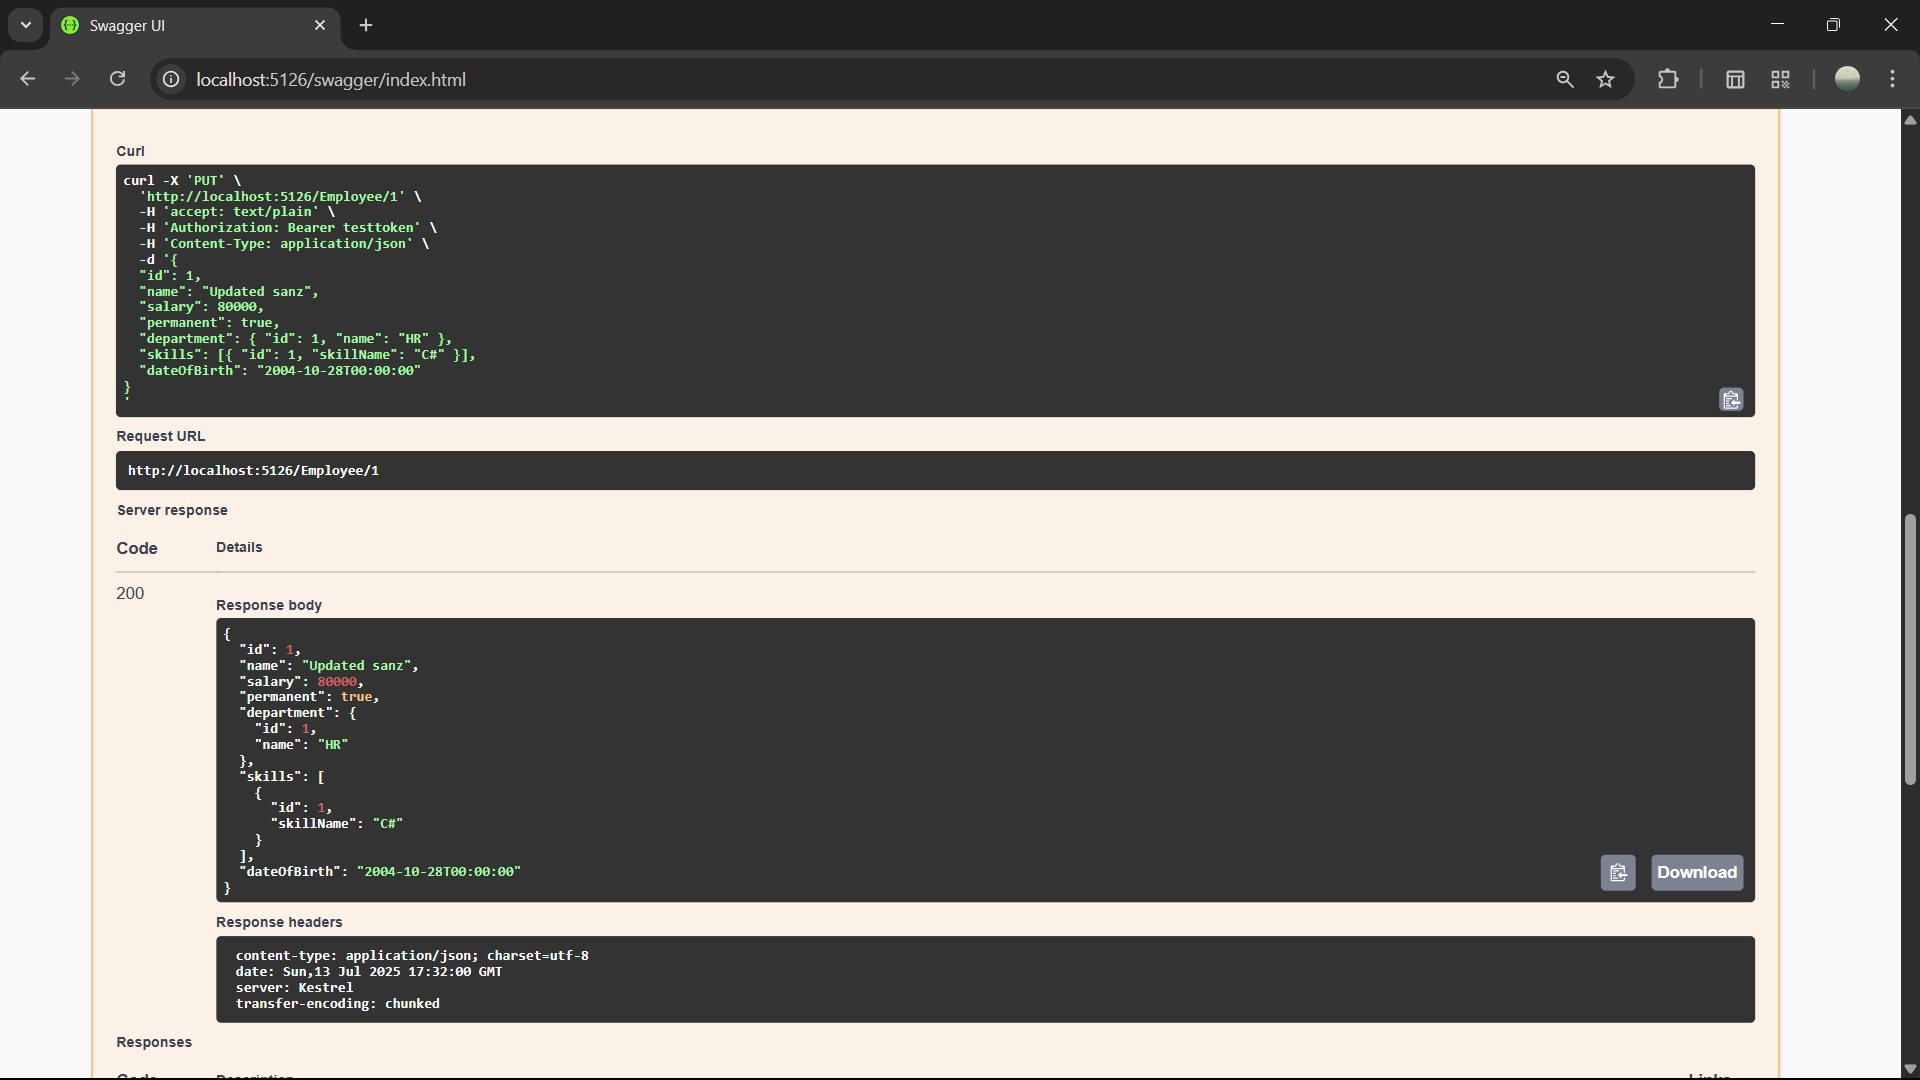 Swagger UI
localhost:5126/swagger/index.html
Curl
curl -X 'PUT' \
'http://localhost:5126/Employee/1' \
-H 'accept: text/plain' \
-H 'Authorization: Bearer testtoken' \
-H 'Content-Type: application/json' \
-d '{
"id": 1,
"name": "Updated sanz",
"salary": 80000,
"permanent": true,
"department": { "id": 1, "name": "HR" },
"skills": [{ "id": 1, "skillName": "C#" }],
"dateOfBirth": "2004-10-28T00:00:00"
}
'
Request URL
http://localhost:5126/Employee/1
Server response
Code Details
200
Response body
{
"id": 1,
"name": "Updated sanz",
"salary": 80000,
"permanent": true,
"department": {
"id": 1,
"name": "HR"
},
"skills": [
{
"id": 1,
"skillName": "C#"
}
],
"dateOfBirth": "2004-10-28T00:00:00"
}
Download
Response headers
content-type: application/json; charset=utf-8
date: Sun,13 Jul 2025 17:32:00 GMT
server: Kestrel
transfer-encoding: chunked
Responses
Code Description Links